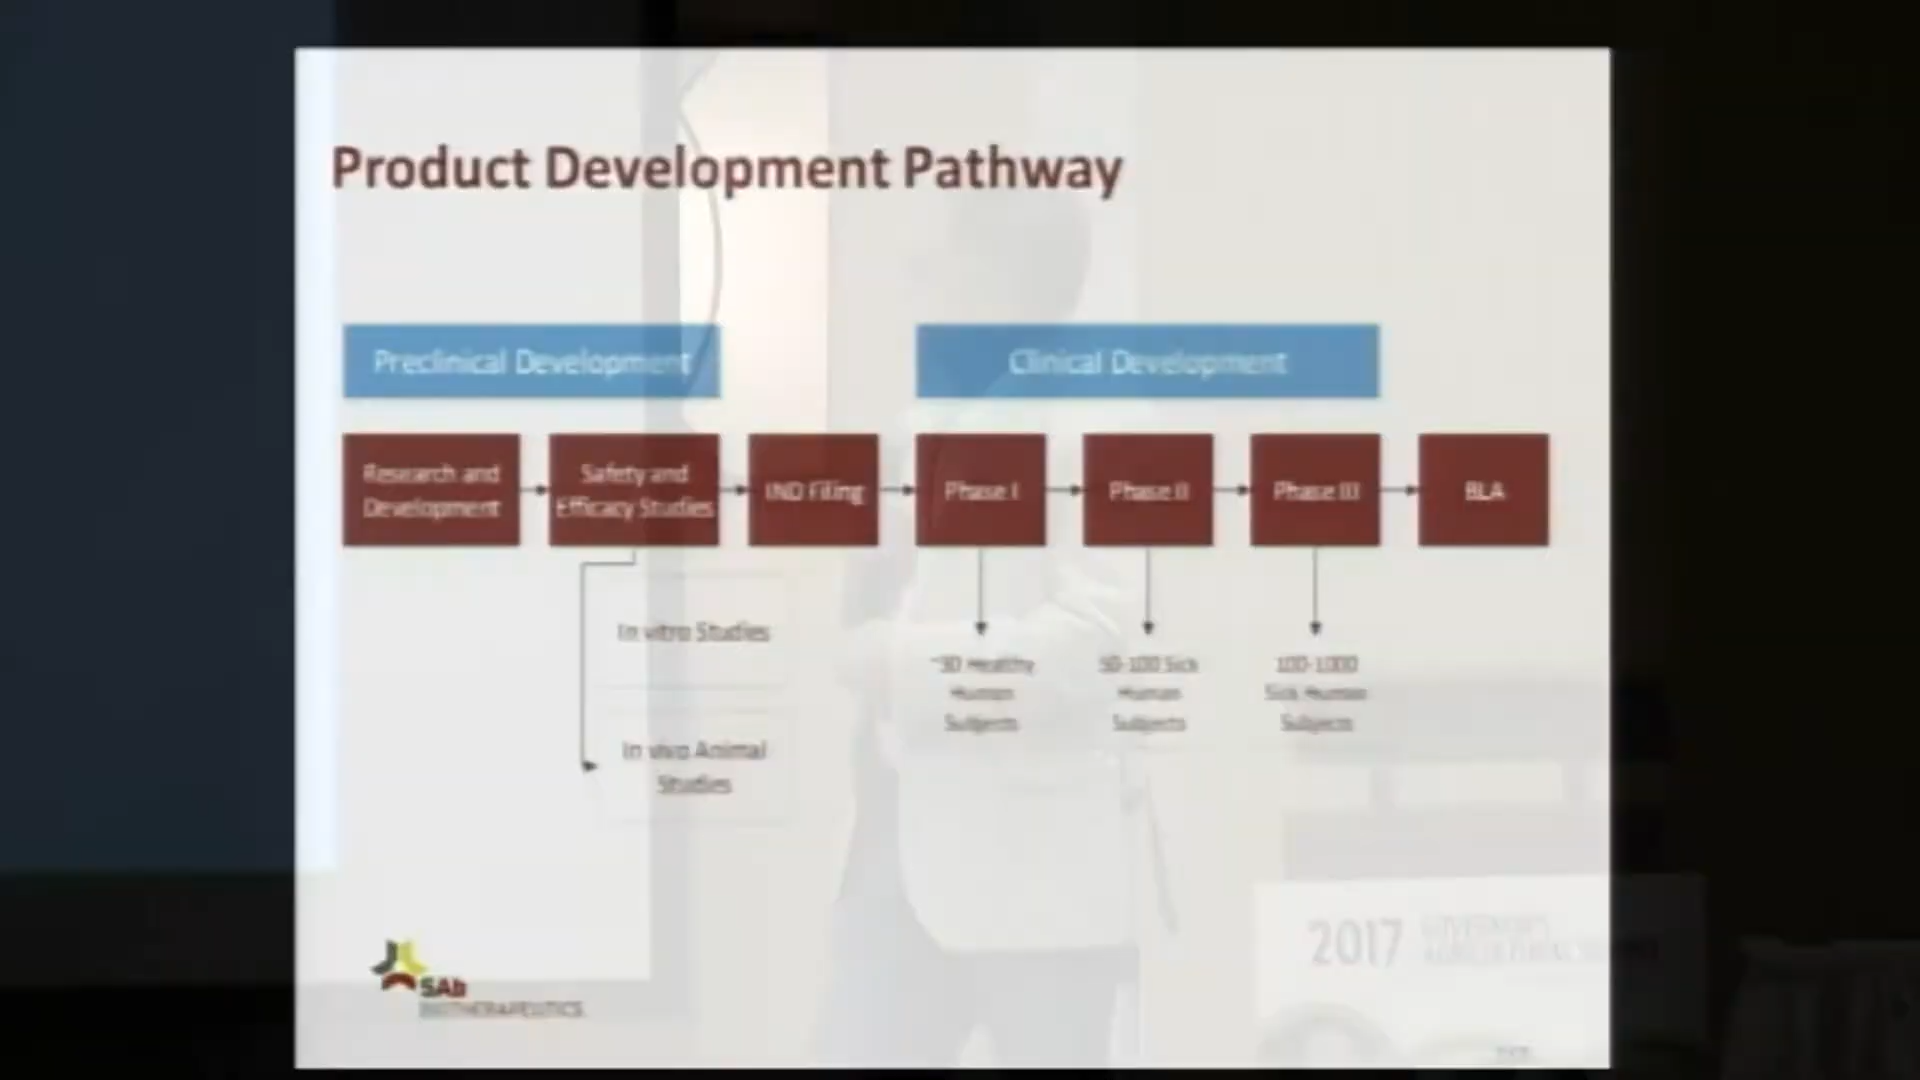 Product Development Pathway
Preclinical Development
Clinical Development
Research and
Development
Safety and
Efficacy Studies
IND Filing
Phase I
Phase II
Phase III
BLA
In vitro Studies
In vivo Animal
Studies
~30 Healthy
Human
Subjects
50-100 Sick
Human
Subjects
100-1000
Sick Human
Subjects
SAb
BIOTHERAPEUTICS
2017 GOVERNOR'S
AGRICULTURAL